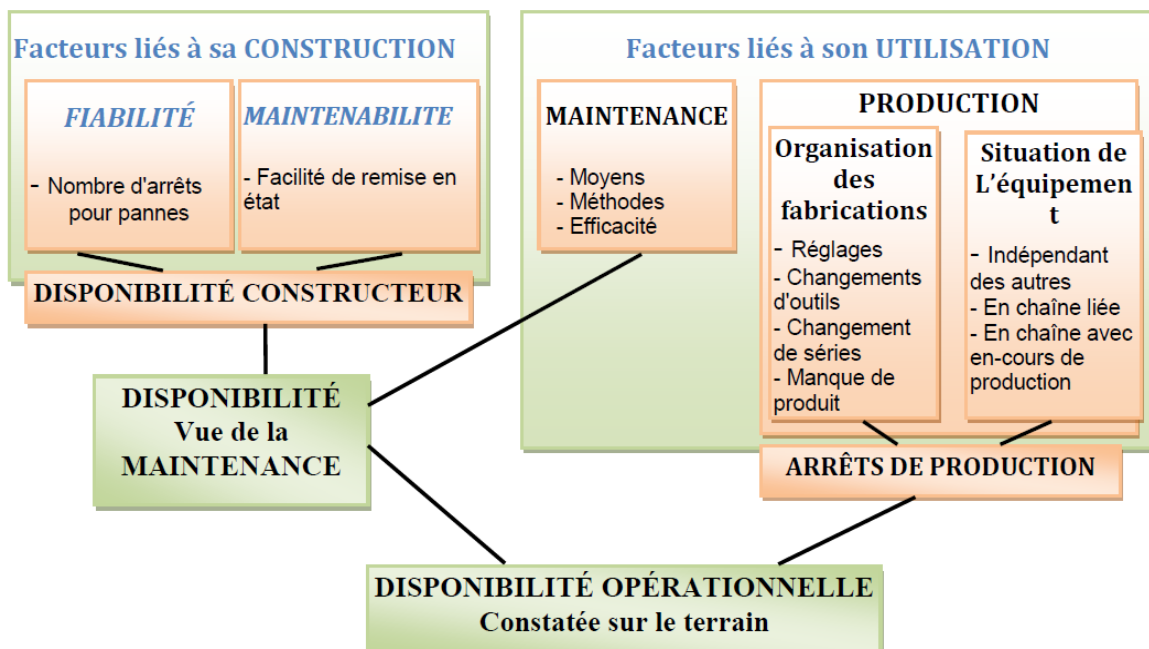 Facteurs liés à sa CONSTRUCTION
FIABILITÉ
- Nombre d'arrêts
pour pannes
MAINTENABILITE
- Facilité de remise en
état
DISPONIBILITÉ CONSTRUCTEUR
Facteurs liés à son UTILISATION
MAINTENANCE
- Moyens
- Méthodes
- Efficacité
PRODUCTION
Organisation
des
fabrications
- Réglages
- Changements
d'outils
- Changement
de séries
- Manque de
produit
Situation de
L'équipemen
t
- Indépendant
des autres
- En chaîne liée
- En chaîne avec
en-cours de
production
ARRÊTS DE PRODUCTION
DISPONIBILITÉ
Vue de la
MAINTENANCE
DISPONIBILITÉ OPÉRATIONNELLE
Constatée sur le terrain